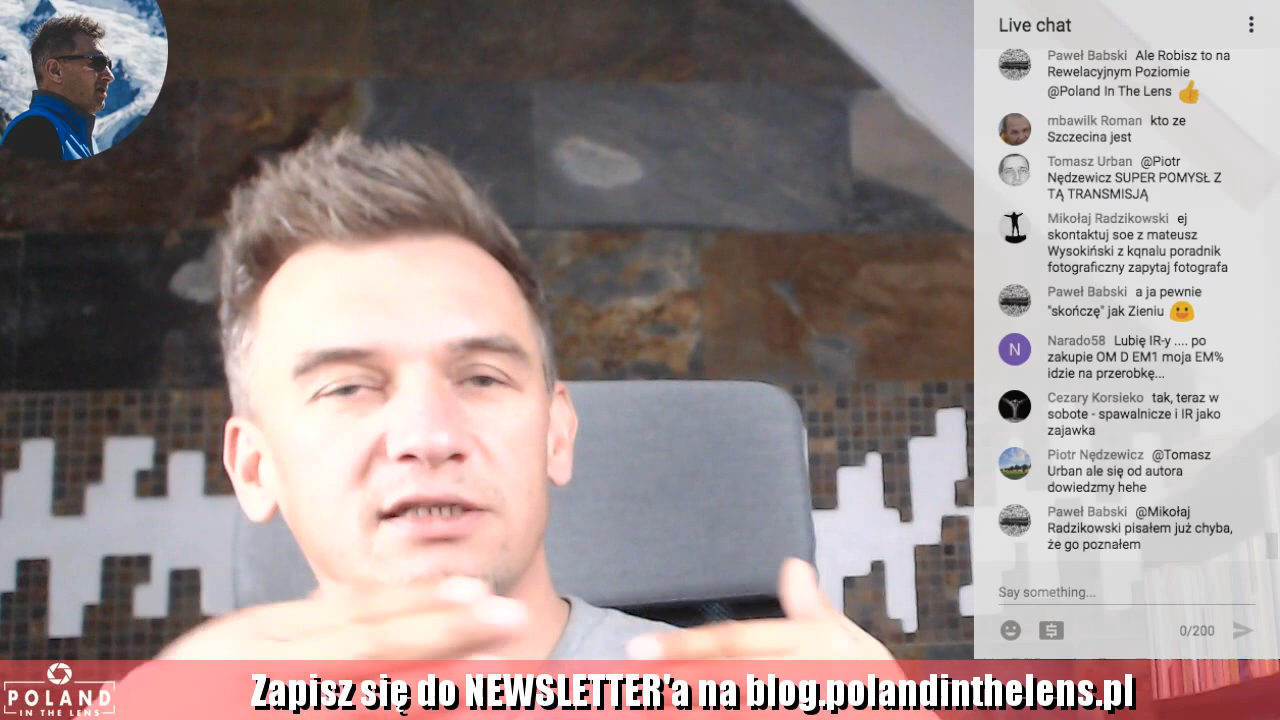 Live chat
Paweł Babski Ale Robisz to na
Rewelacyjnym Poziomie
@Poland In The Lens
mbawilk Roman kto ze
Szczecina jest
Tomasz Urban @Piotr
Nędzewicz SUPER POMYSŁ Z
TĄ TRANSMISJĄ
Mikołaj Radzikowski ej
skontaktuj soe z mateusz
Wysokiński z kqnalu poradnik
fotograficzny zapytaj fotografa
Paweł Babski a ja pewnie
"skończę" jak Zieniu
N
Narado58 Lubię IR-y .... po
zakupie OM D EM1 moja EM%
idzie na przerobkę...
Cezary Korsieko tak, teraz w
sobote - spawalnicze i IR jako
zajawka
Piotr Nędzewicz @Tomasz
Urban ale się od autora
dowiedzmy hehe
Paweł Babski @Mikołaj
Radzikowski pisałem już chyba,
że go poznałem
Say something...
0/200
POLAND
IN THE LENS
Zapisz się do NEWSLETTER'a na blog.polandinthelens.pl